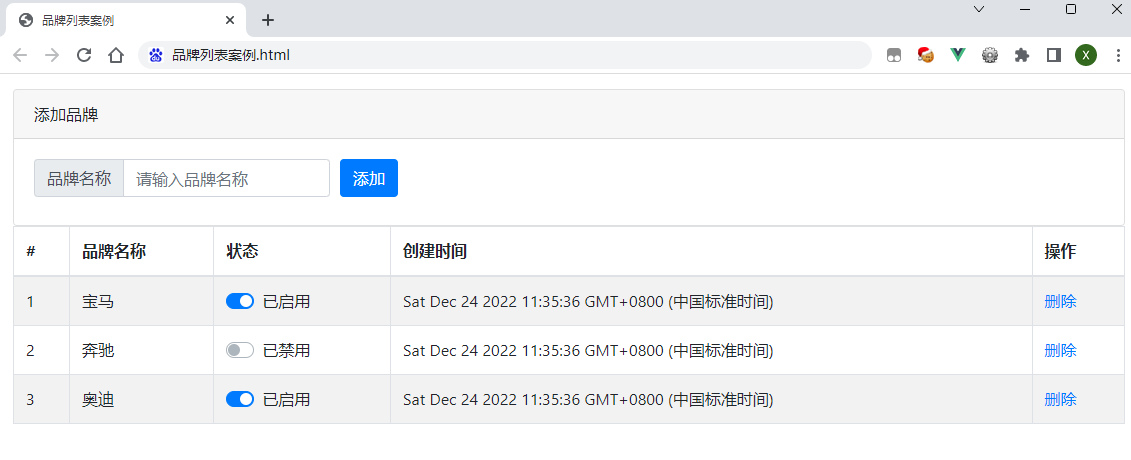 品牌列表案例
品牌列表案例.html
X
添加品牌
品牌名称 请输入品牌名称 添加
# 品牌名称 状态 创建时间 操作
1 宝马 已启用 Sat Dec 24 2022 11:35:36 GMT+0800 (中国标准时间) 删除
2 奔驰 已禁用 Sat Dec 24 2022 11:35:36 GMT+0800 (中国标准时间) 删除
3 奥迪 已启用 Sat Dec 24 2022 11:35:36 GMT+0800 (中国标准时间) 删除